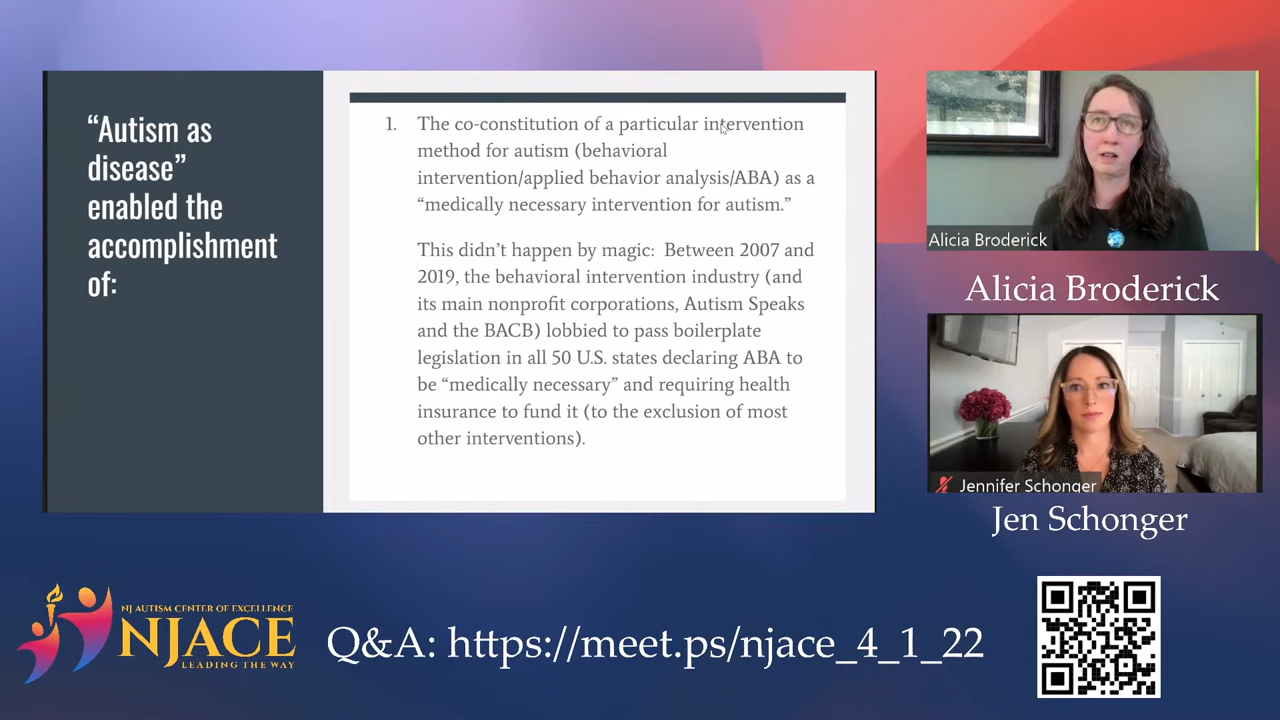 “Autism as
disease”
enabled the
accomplishment
of:
1. The co-constitution of a particular intervention
method for autism (behavioral
intervention/applied behavior analysis/ABA) as a
“medically necessary intervention for autism.”
This didn’t happen by magic: Between 2007 and
2019, the behavioral intervention industry (and
its main nonprofit corporations, Autism Speaks
and the BACB) lobbied to pass boilerplate
legislation in all 50 U.S. states declaring ABA to
be “medically necessary” and requiring health
insurance to fund it (to the exclusion of most
other interventions).
Alicia Broderick
Alicia Broderick
Jennifer Schonger
Jen Schonger
NJ AUTISM CENTER OF EXCELLENCE
NJACE
LEADING THE WAY
Q&A: https://meet.ps/njace_4_1_22